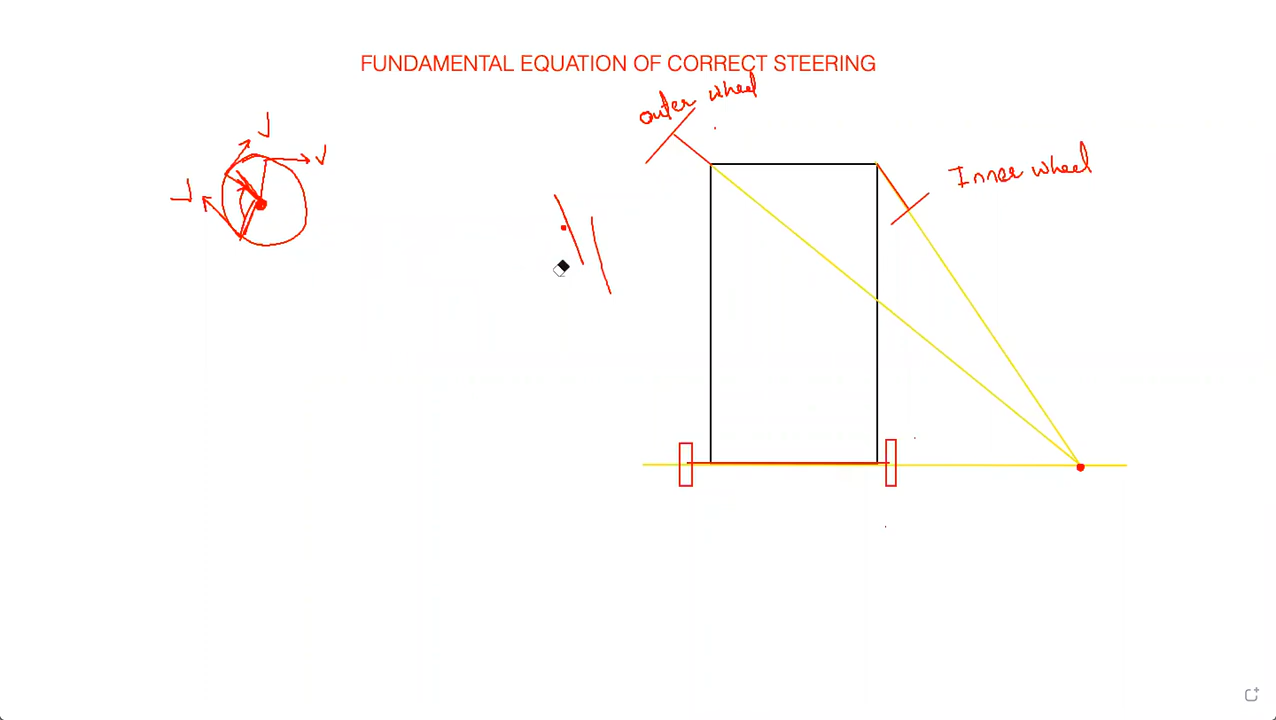 FUNDAMENTAL EQUATION OF CORRECT STEERING
outer wheel
Inner wheel
V
V
V